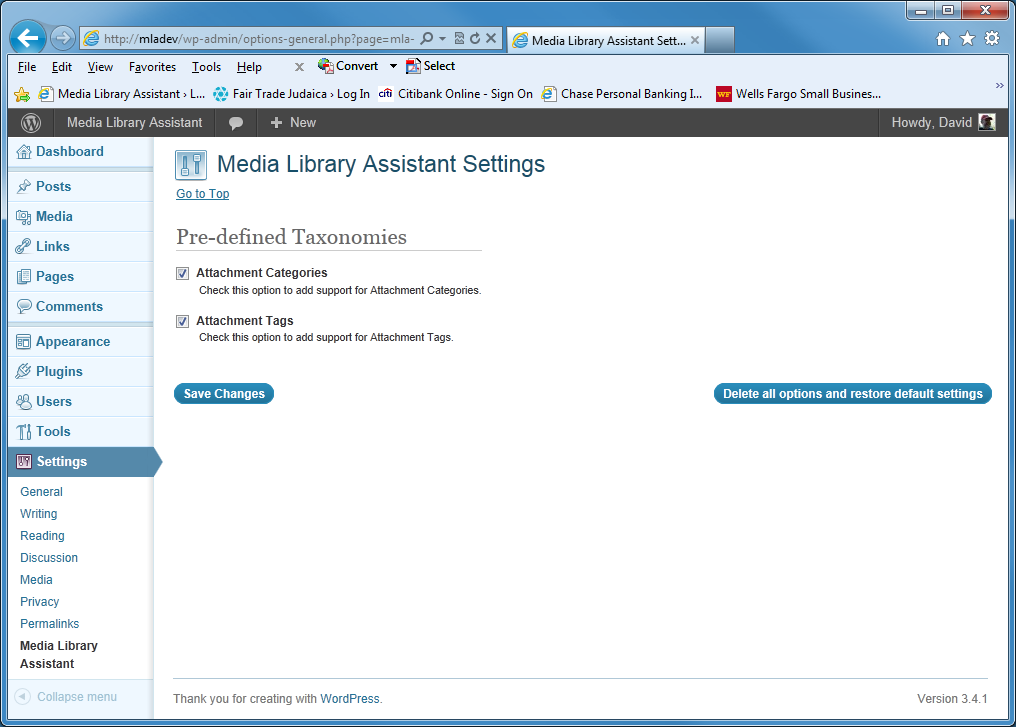 http://mladev/wp-admin/options-general.php?page=mla-
Media Library Assistant Sett...
File Edit View Favorites Tools Help
Convert Select
Media Library Assistant › L... Fair Trade Judaica › Log In citi Citibank Online - Sign On Chase Personal Banking I... WF Wells Fargo Small Busines...
Media Library Assistant + New Howdy, David
Dashboard
Posts
Media
Links
Pages
Comments
Appearance
Plugins
Users
Tools
Settings
General
Writing
Reading
Discussion
Media
Privacy
Permalinks
Media Library
Assistant
Collapse menu
Media Library Assistant Settings
Go to Top
Pre-defined Taxonomies
Attachment Categories
Check this option to add support for Attachment Categories.
Attachment Tags
Check this option to add support for Attachment Tags.
Save Changes Delete all options and restore default settings
Thank you for creating with WordPress. Version 3.4.1